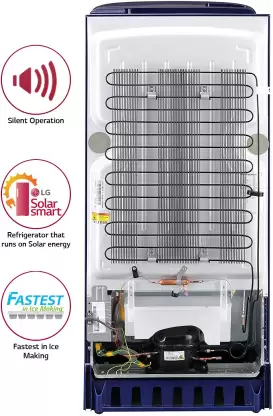 Silent Operation
LG
Solar
smart
Refrigerator that
runs on Solar energy
FASTEST
in Ice Making
Fastest in Ice
Making